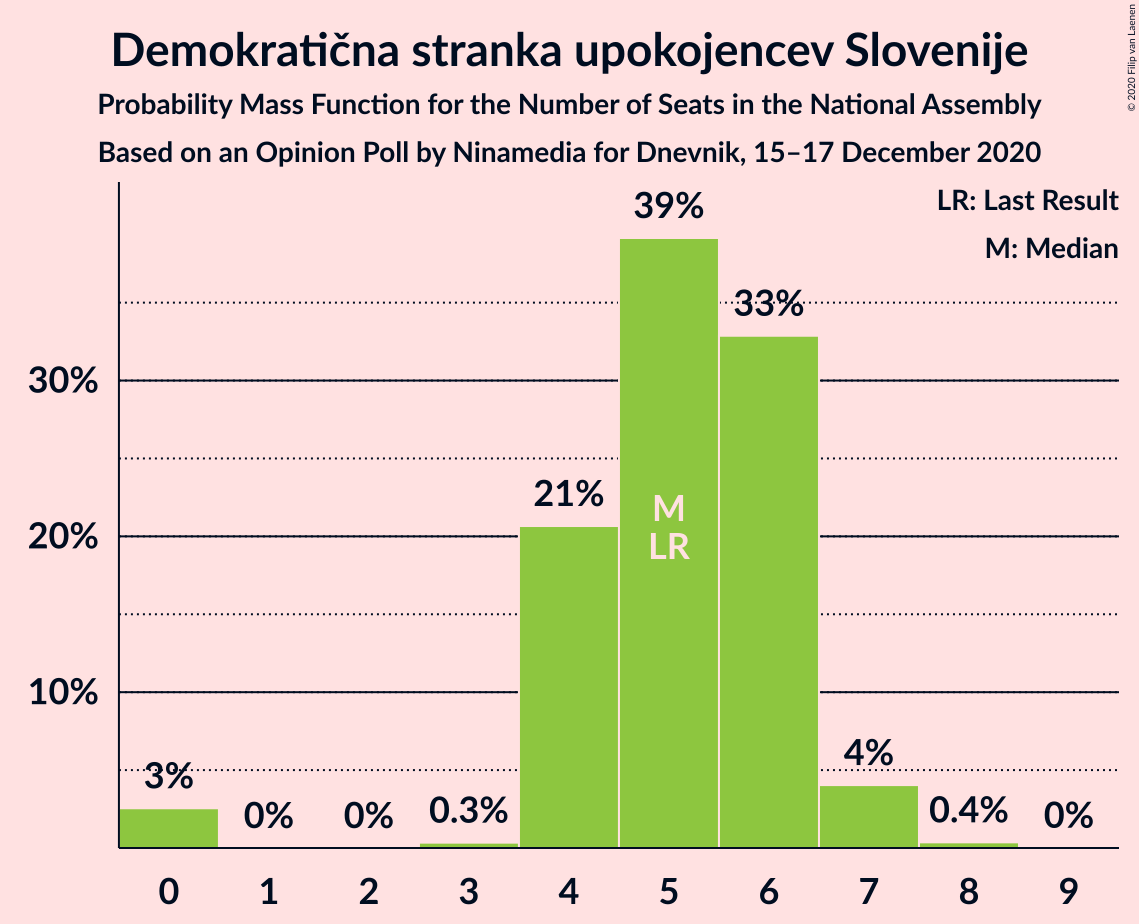 Demokratična stranka upokojencev Slovenije
Probability Mass Function for the Number of Seats in the National Assembly
Based on an Opinion Poll by Ninamedia for Dnevnik, 15–17 December 2020
© 2020 Filip van Laenen
LR: Last Result
M: Median
39%
33%
30%
21%
M
LR
20%
10%
3%
0%
0%
0.3%
4%
0.4%
0%
0 1 2 3 4 5 6 7 8 9